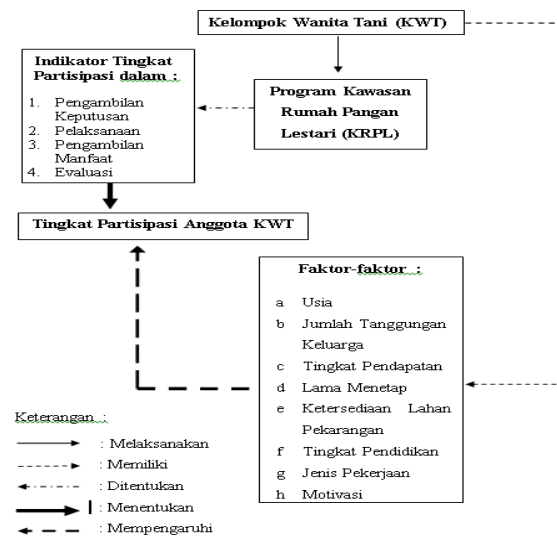 Kelompok Wanita Tani (KWT)
Indikator Tingkat
Partisipasi dalam :
1. Pengambilan
Keputusan
2. Pelaksanaan
3. Pengambilan
Manfaat
4. Evaluasi
Program Kawasan
Rumah Pangan
Lestari (KRPL)
Tingkat Partisipasi Anggota KWT
Faktor-faktor :
a Usia
b Jumlah Tanggungan
Keluarga
c Tingkat Pendapatan
d Lama Menetap
e Ketersediaan Lahan
Pekarangan
f Tingkat Pendidikan
g Jenis Pekerjaan
h Motivasi
Keterangan :
: Melaksanakan
: Memiliki
: Ditentukan
: Menentukan
: Mempengaruhi